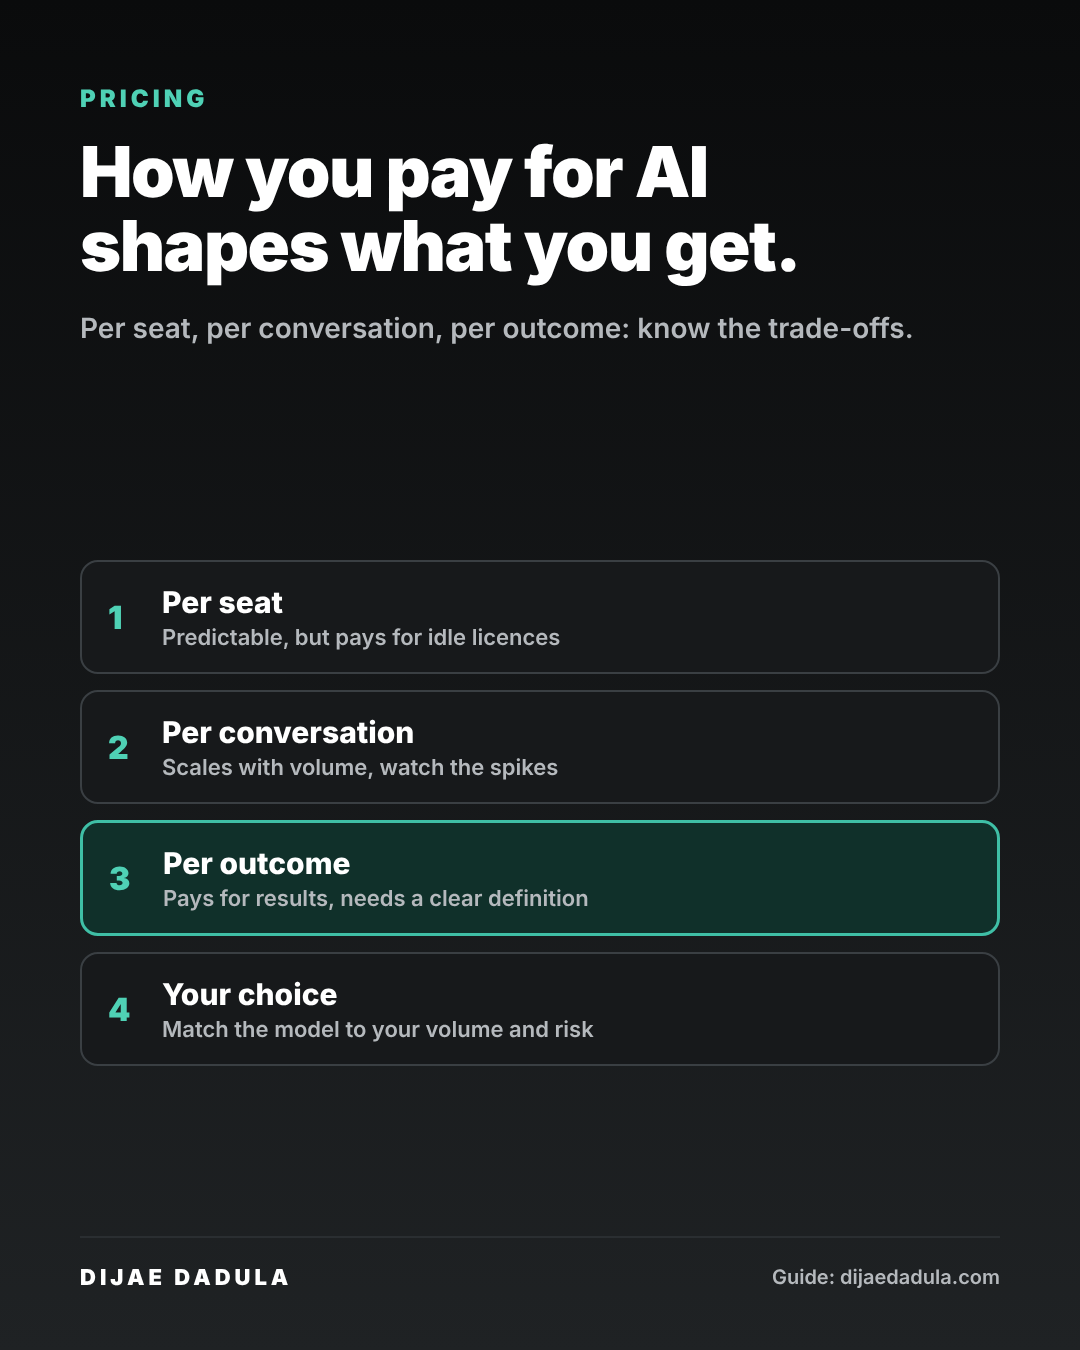 PRICING
How you pay for AI
shapes what you get.
Per seat, per conversation, per outcome: know the trade-offs.
1
Per seat
Predictable, but pays for idle licences
2
Per conversation
Scales with volume, watch the spikes
3
Per outcome
Pays for results, needs a clear definition
4
Your choice
Match the model to your volume and risk
DIJAE DADULA
Guide: dijaedadula.com